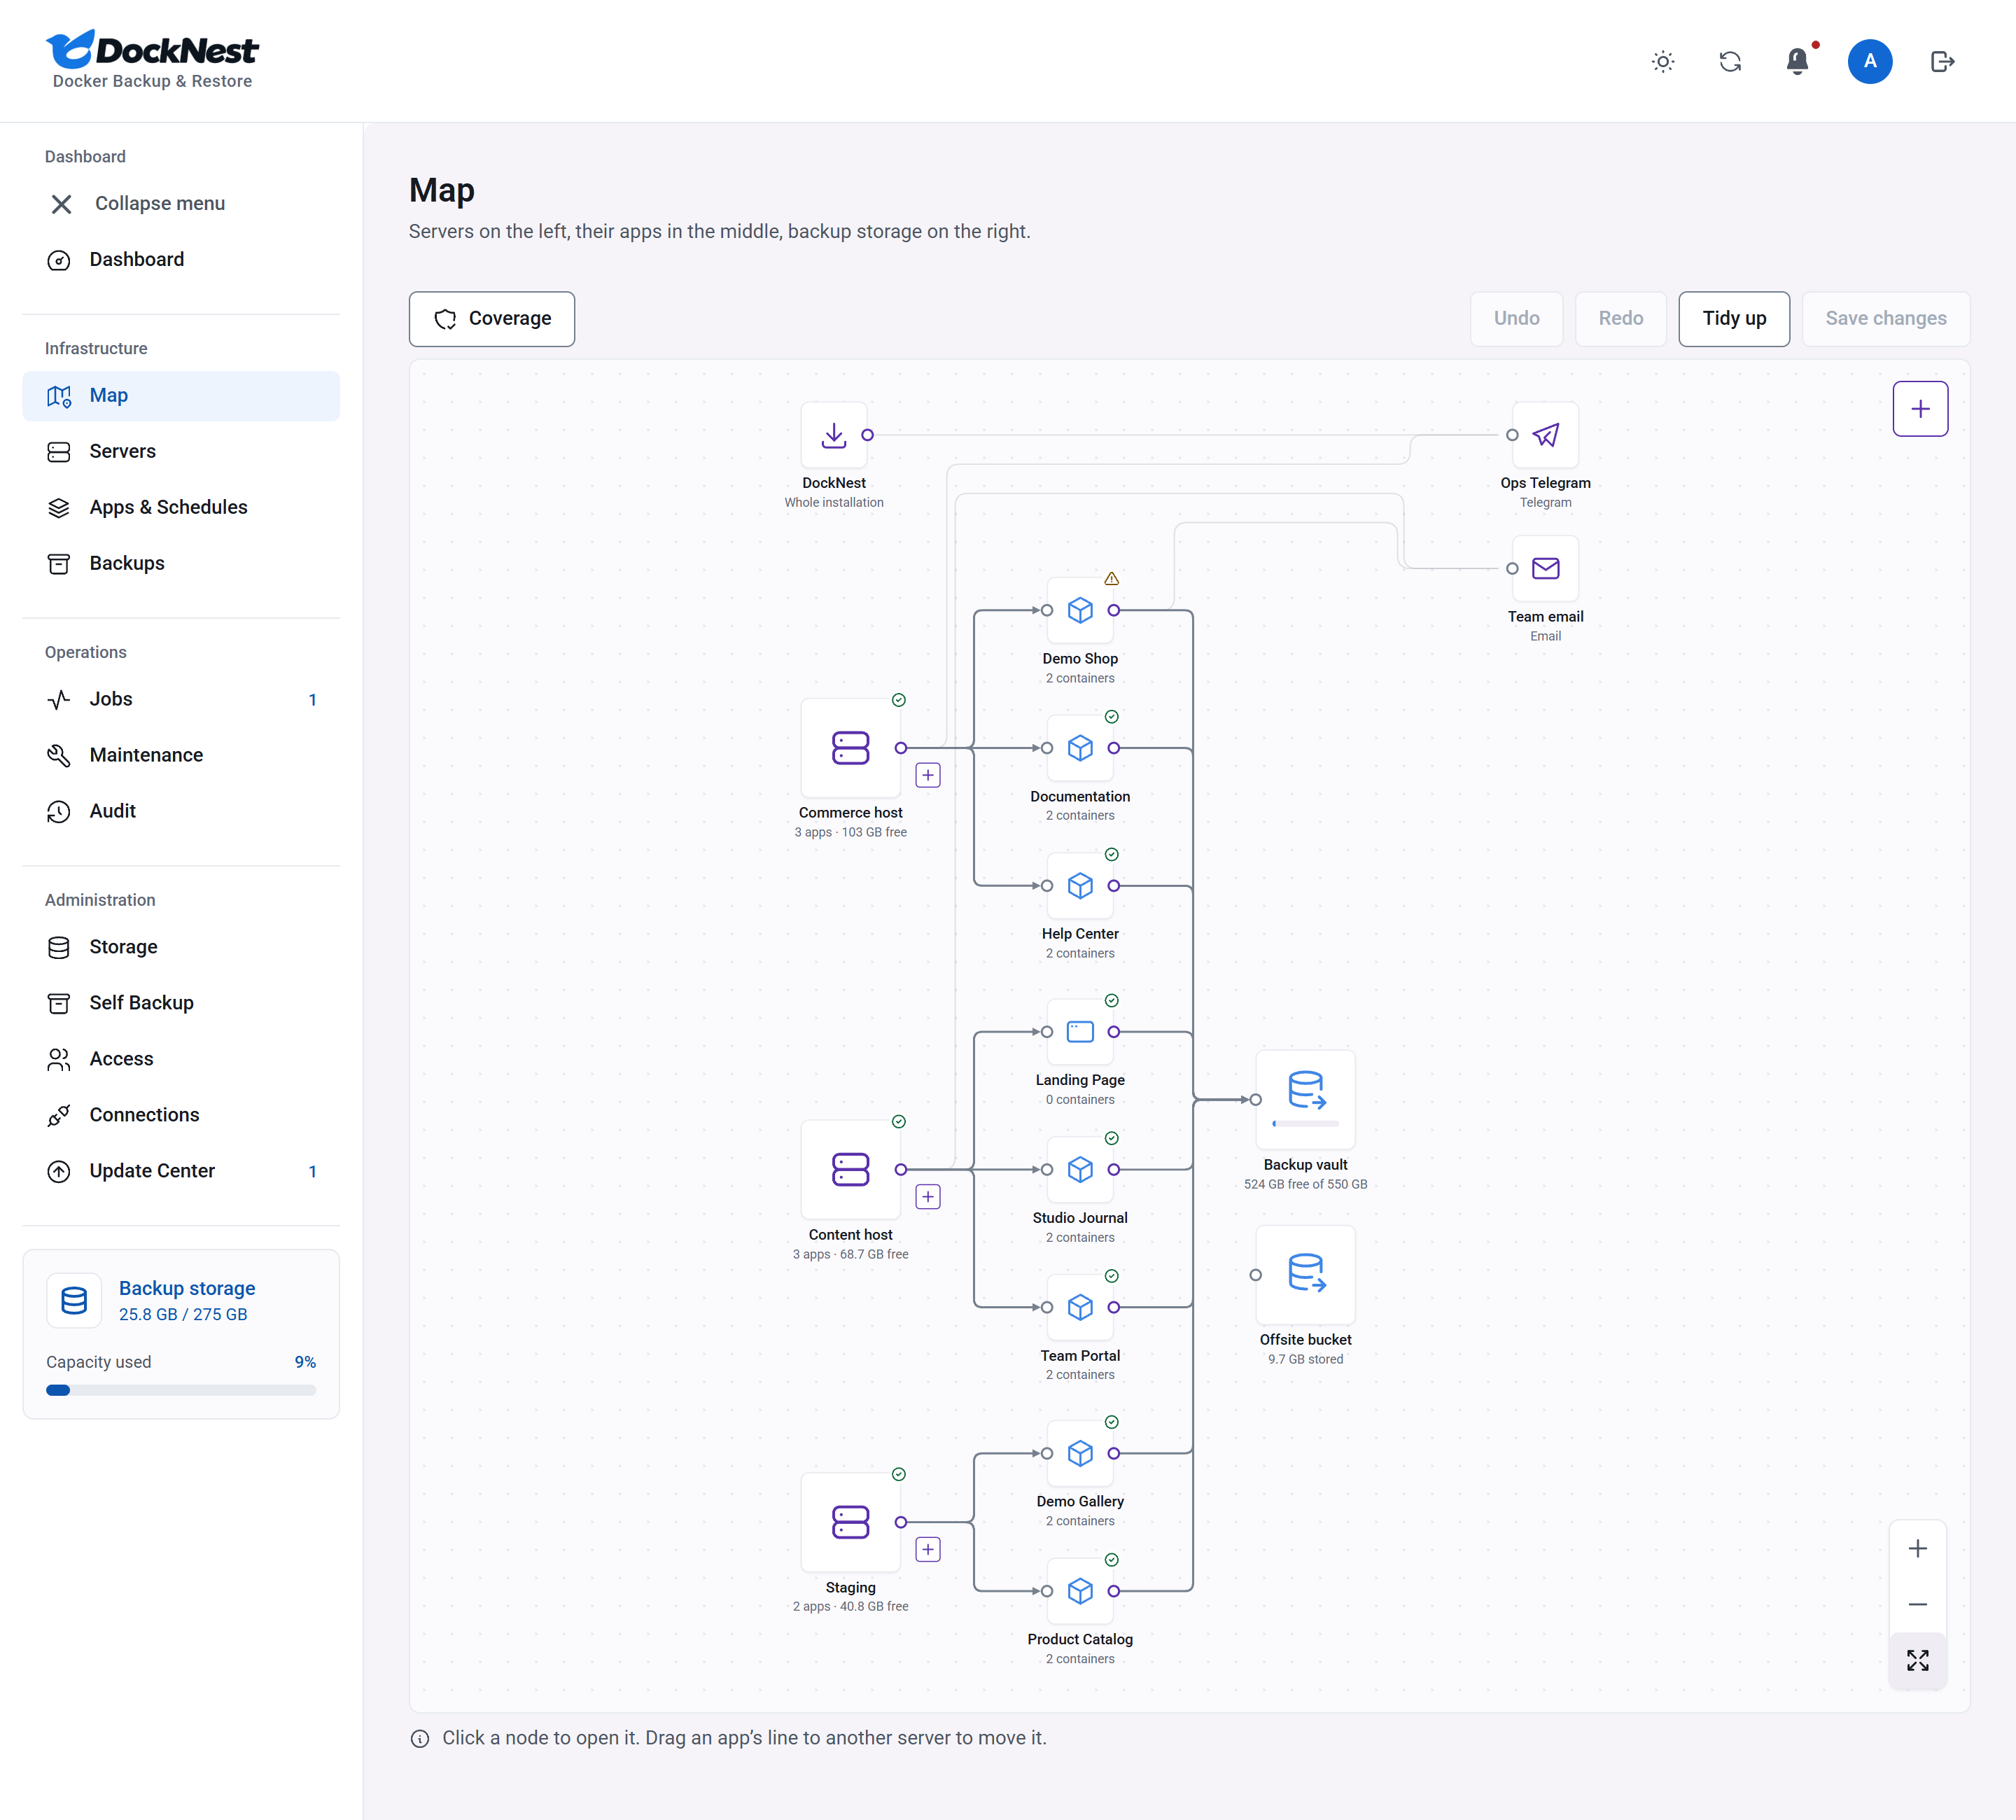 DockNest
Docker Backup & Restore
A
Dashboard
Collapse menu
Dashboard
Infrastructure
Map
Servers
Apps & Schedules
Backups
Operations
Jobs 1
Maintenance
Audit
Administration
Storage
Self Backup
Access
Connections
Update Center 1
Backup storage
25.8 GB / 275 GB
Capacity used 9%
Map
Servers on the left, their apps in the middle, backup storage on the right.
Coverage
Undo Redo Tidy up Save changes
DockNest
Whole installation
Ops Telegram
Telegram
Team email
Email
Demo Shop
2 containers
Commerce host
3 apps · 103 GB free
Documentation
2 containers
Help Center
2 containers
Landing Page
0 containers
Content host
3 apps · 68.7 GB free
Studio Journal
2 containers
Backup vault
524 GB free of 550 GB
Team Portal
2 containers
Offsite bucket
9.7 GB stored
Demo Gallery
2 containers
Staging
2 apps · 40.8 GB free
Product Catalog
2 containers
Click a node to open it. Drag an app’s line to another server to move it.